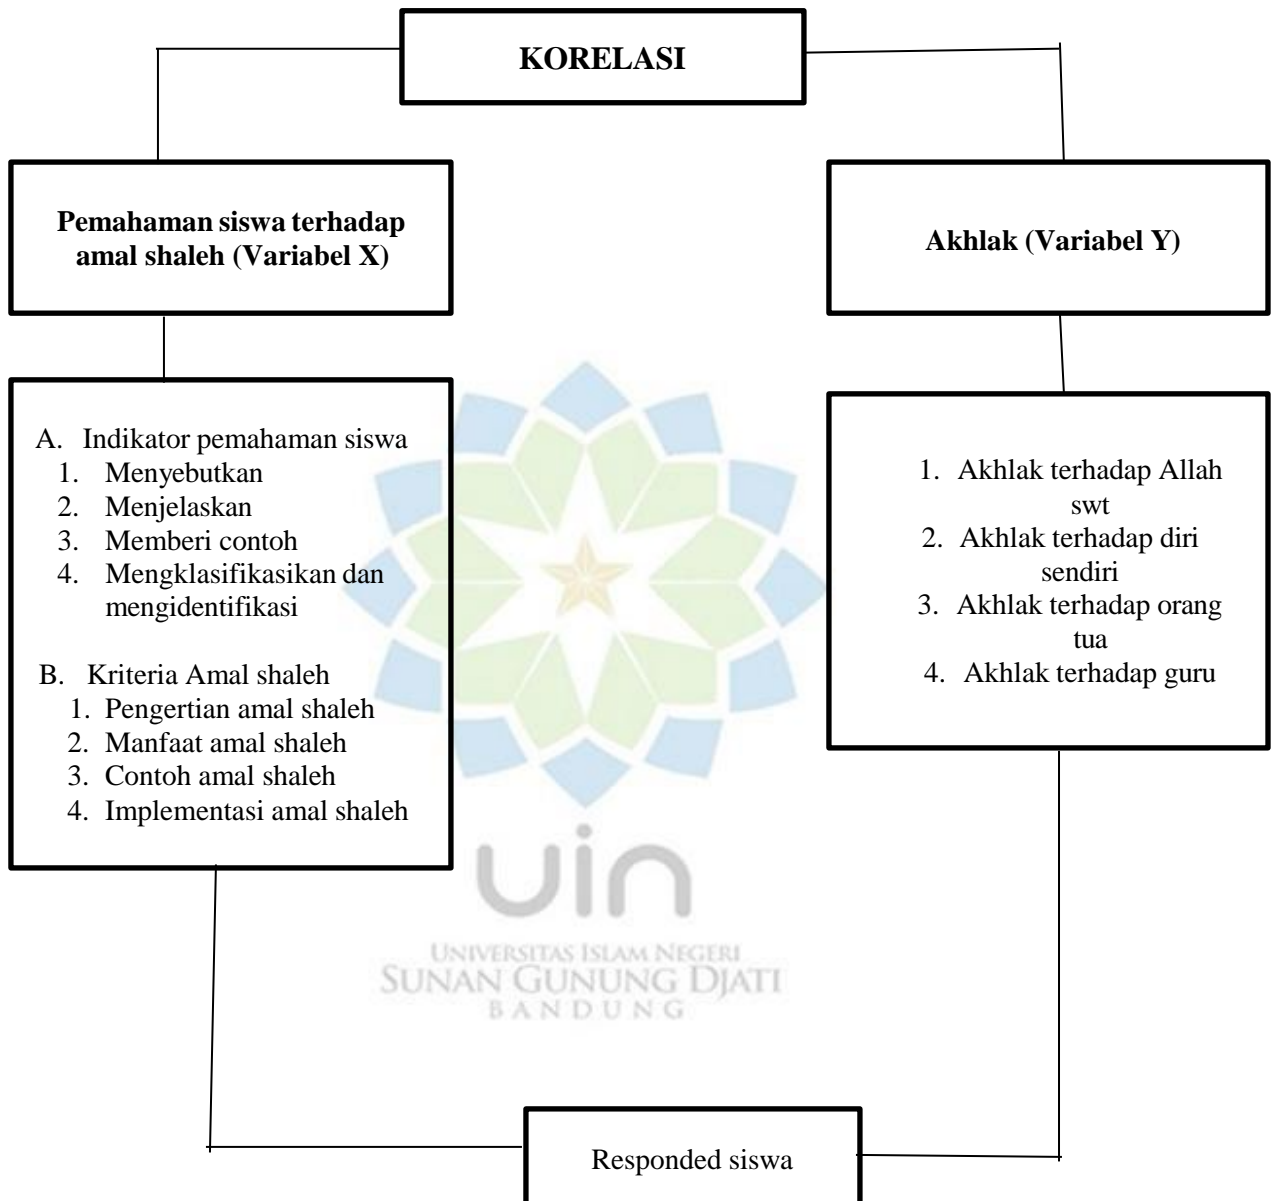 KORELASI
Pemahaman siswa terhadap
amal shaleh (Variabel X)
Akhlak (Variabel Y)
A. Indikator pemahaman siswa
1. Menyebutkan
2. Menjelaskan
3. Memberi contoh
4. Mengklasifikasikan dan
mengidentifikasi
B. Kriteria Amal shaleh
1. Pengertian amal shaleh
2. Manfaat amal shaleh
3. Contoh amal shaleh
4. Implementasi amal shaleh
1. Akhlak terhadap Allah
swt
2. Akhlak terhadap diri
sendiri
3. Akhlak terhadap orang
tua
4. Akhlak terhadap guru
uin
UNIVERSITAS ISLAM NEGERI
SUNAN GUNUNG DJATI
BANDUNG
Responded siswa